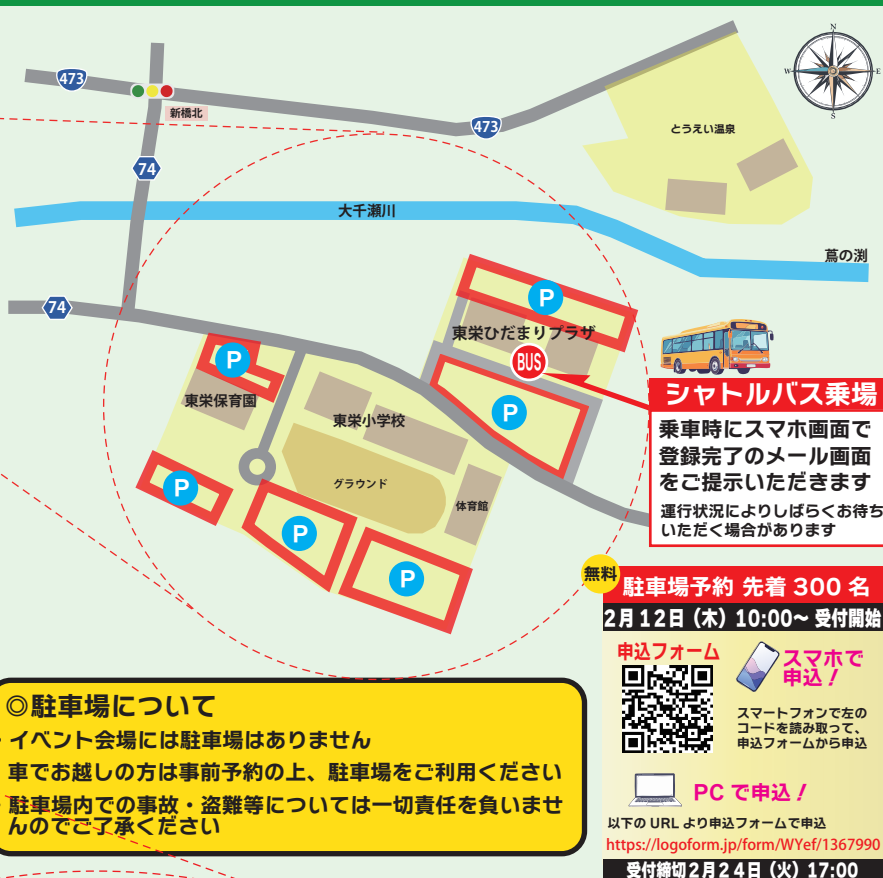 N
W
E
S
473
新橋北
473
とうえい温泉
74
大千瀬川
蔦の渕
74
P
東栄ひだまりプラザ
BUS
P
P
東栄保育園
東栄小学校
グラウンド
体育館
P
P
P
シャトルバス乗場
乗車時にスマホ画面で
登録完了のメール画面
をご提示いただきます
運行状況によりしばらくお待ち
いただく場合があります
無料
駐車場予約 先着 300 名
2月12日（木）10:00～ 受付開始
申込フォーム
スマホで
申込！
スマートフォンで左の
コードを読み取って、
申込フォームから申込
PC で申込！
以下の URL より申込フォームで申込
https://logoform.jp/form/WYef/1367990
受付締切2月24日（火）17:00
◎駐車場について
・イベント会場には駐車場はありません
車でお越しの方は事前予約の上、駐車場をご利用ください
・駐車場内での事故・盗難等については一切責任を負いませ
んのでご了承ください